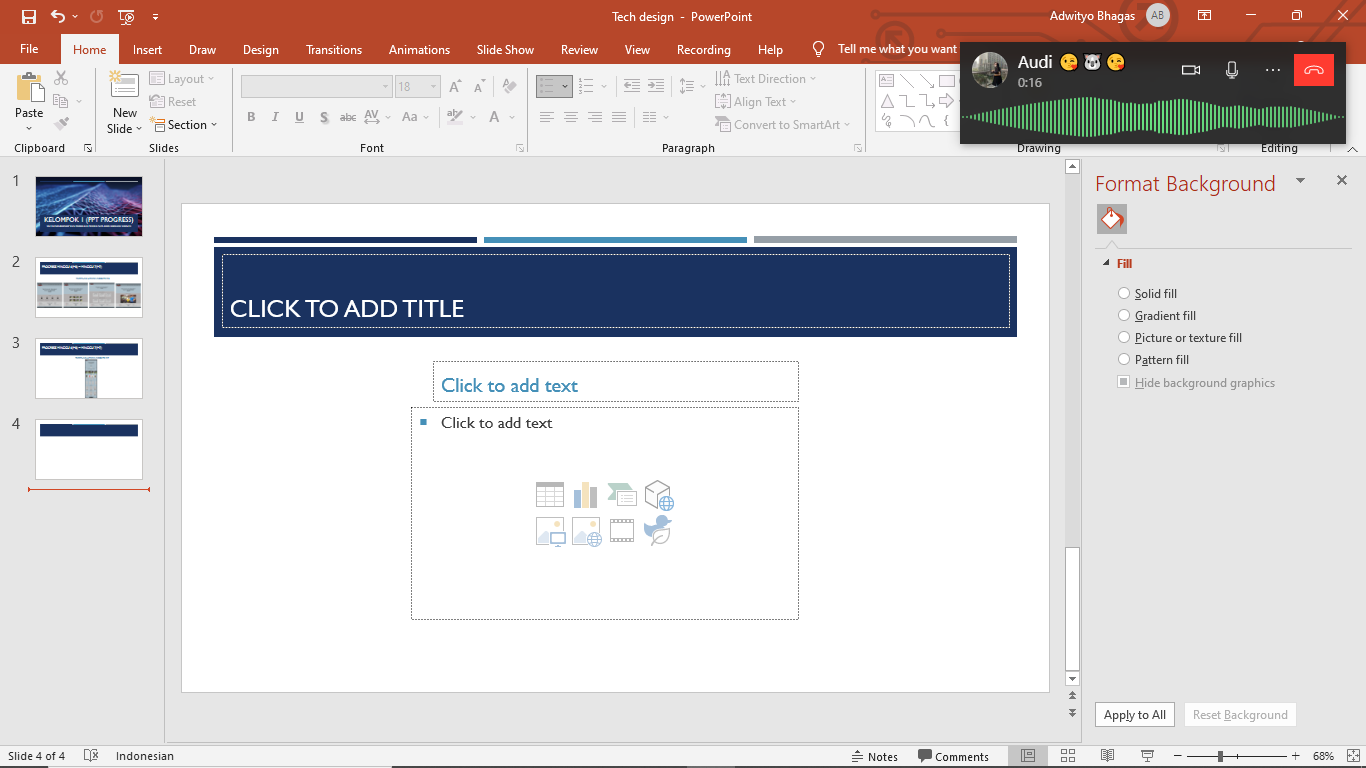 Tech design - PowerPoint
Adwityo Bhagas
AB
File Home Insert Draw Design Transitions Animations Slide Show Review View Recording Help Tell me what you want
Audi 😘 🐭 😘
0:16
Paste
Clipboard
New Slide
Layout
Reset
Section
Slides
18
B I U S abc AV Aa A
Font
Text Direction
Align Text
Convert to SmartArt
Paragraph
Drawing
Editing
1
KELOMPOK 1 (PPT PROGRESS)
2
3
4
CLICK TO ADD TITLE
Click to add text
Click to add text
Format Background
Fill
Solid fill
Gradient fill
Picture or texture fill
Pattern fill
Hide background graphics
Apply to All
Reset Background
Slide 4 of 4
Indonesian
Notes
Comments
68%